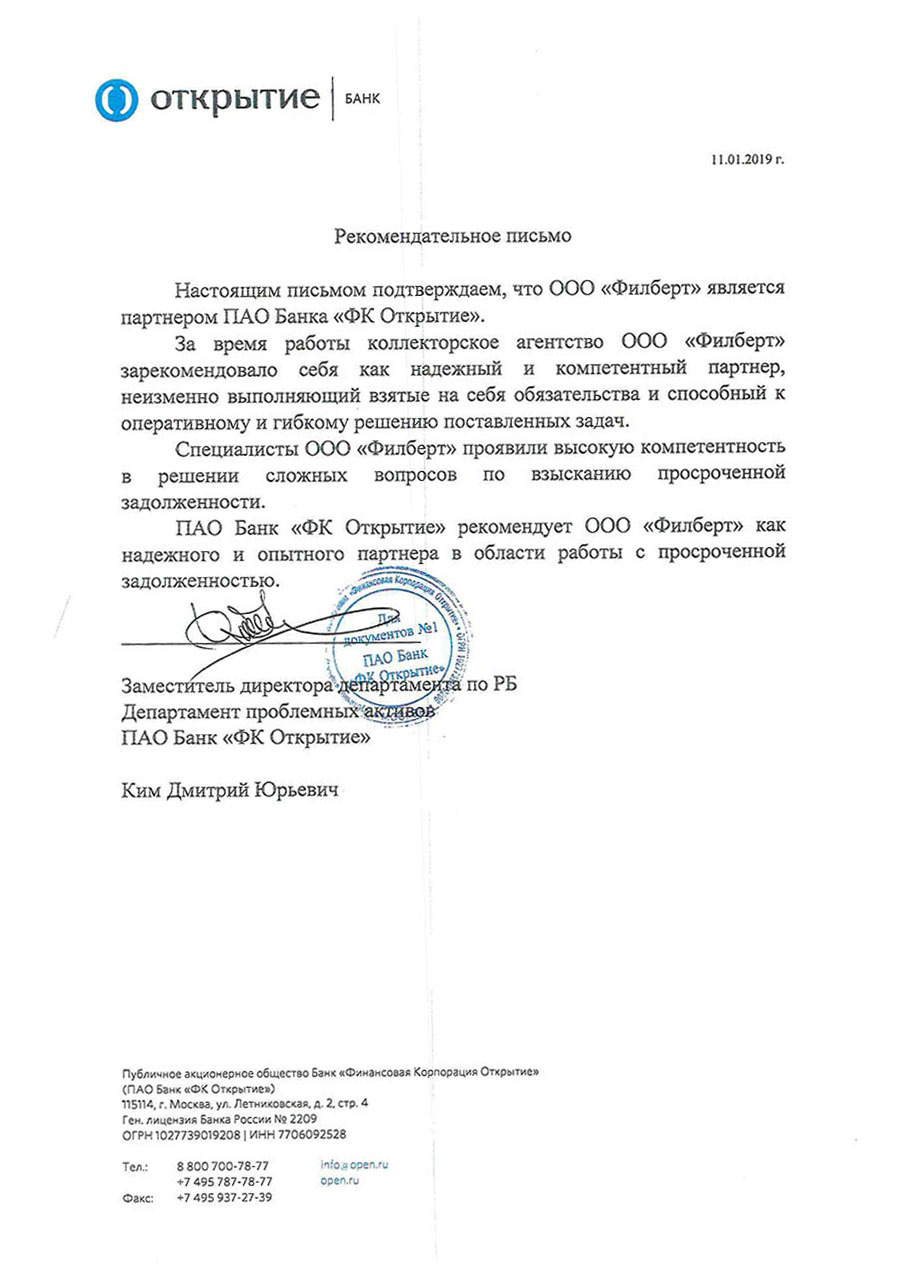 открытие БАНК
11.01.2019 г.
Рекомендательное письмо
Настоящим письмом подтверждаем, что ООО «Филберт» является
партнером ПАО Банка «ФК Открытие».
За время работы коллекторское агентство ООО «Филберт»
зарекомендовало себя как надежный и компетентный партнер,
неизменно выполняющий взятые на себя обязательства и способный к
оперативному и гибкому решению поставленных задач.
Специалисты ООО «Филберт» проявили высокую компетентность
в решении сложных вопросов по взысканию просроченной
задолженности.
ПАО Банк «ФК Открытие» рекомендует ООО «Филберт» как
надежного и опытного партнера в области работы с просроченной
задолженностью.
«Финансовая Корпорация Открытие»
Для
документов №1
ПАО Банк
«ФК Открытие»
Заместитель директора департамента по РБ
Департамент проблемных активов
ПАО Банк «ФК Открытие»
Ким Дмитрий Юрьевич
Публичное акционерное общество Банк «Финансовая Корпорация Открытие»
(ПАО Банк «ФК Открытие»)
115114, г. Москва, ул. Летниковская, д. 2, стр. 4
Ген. лицензия Банка России № 2209
ОГРН 1027739019208 | ИНН 7706092528
Тел.: 8 800 700-78-77 info@open.ru
+7 495 787-78-77 open.ru
Факс: +7 495 937-27-39